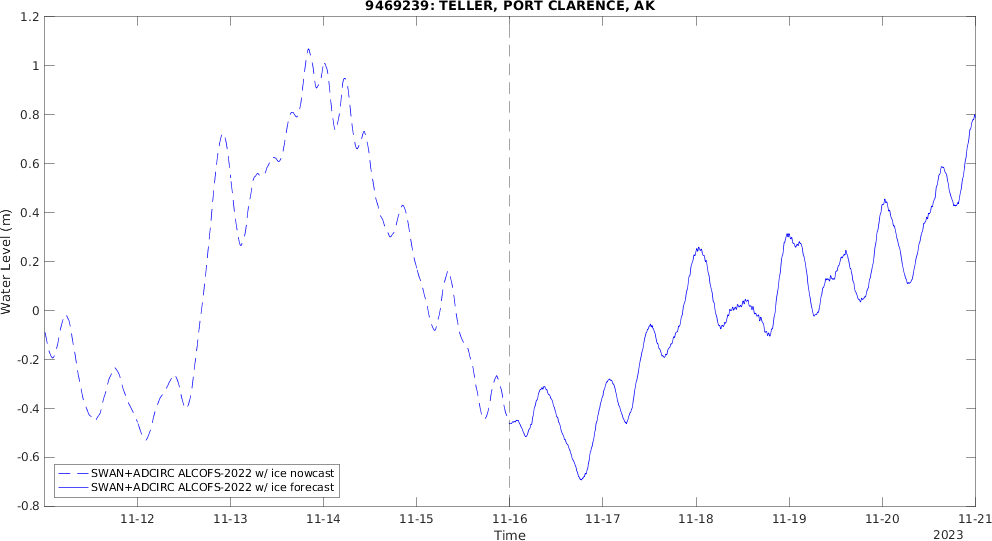 9469239: TELLER, PORT CLARENCE, AK
1.2
1
0.8
0.6
0.4
0.2
0
-0.2
-0.4
-0.6
-0.8
Water Level (m)
SWAN+ADCIRC ALCOFS-2022 w/ ice nowcast
SWAN+ADCIRC ALCOFS-2022 w/ ice forecast
11-12 11-13 11-14 11-15 11-16 11-17 11-18 11-19 11-20 11-21
Time
2023